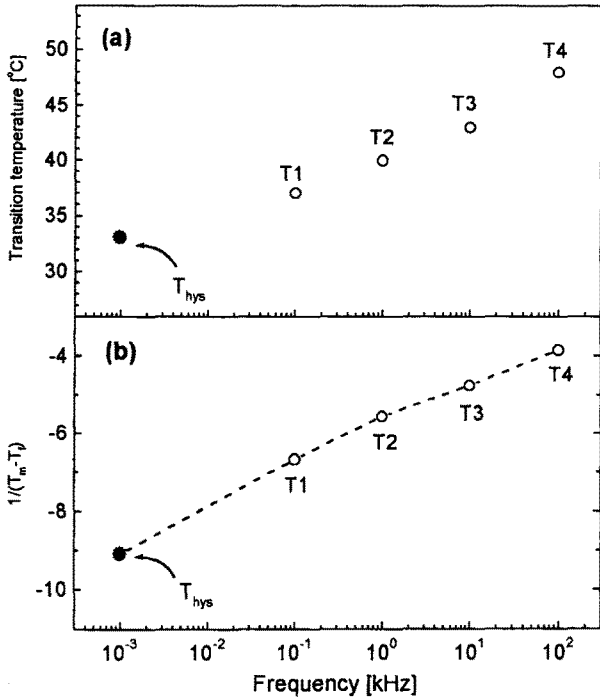 (a)
Transition temperature [°C]
50
45
40
35
30
T1
T2
T3
T4
T_hys
(b)
1/(T_m-T_f)
-4
-6
-8
-10
T1
T2
T3
T4
T_hys
10^-3
10^-2
10^-1
10^0
10^1
10^2
Frequency [kHz]